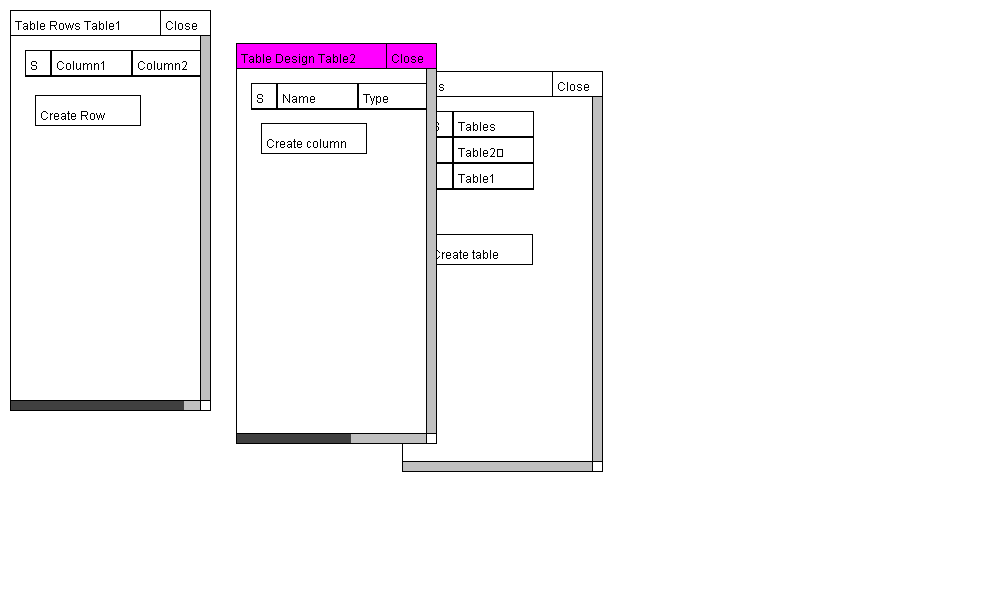 Table Rows Table1 Close
S Column1 Column2
Create Row
Table Design Table2 Close
S Name Type
Create column
s Close
S Tables
Table2
Table1
Create table